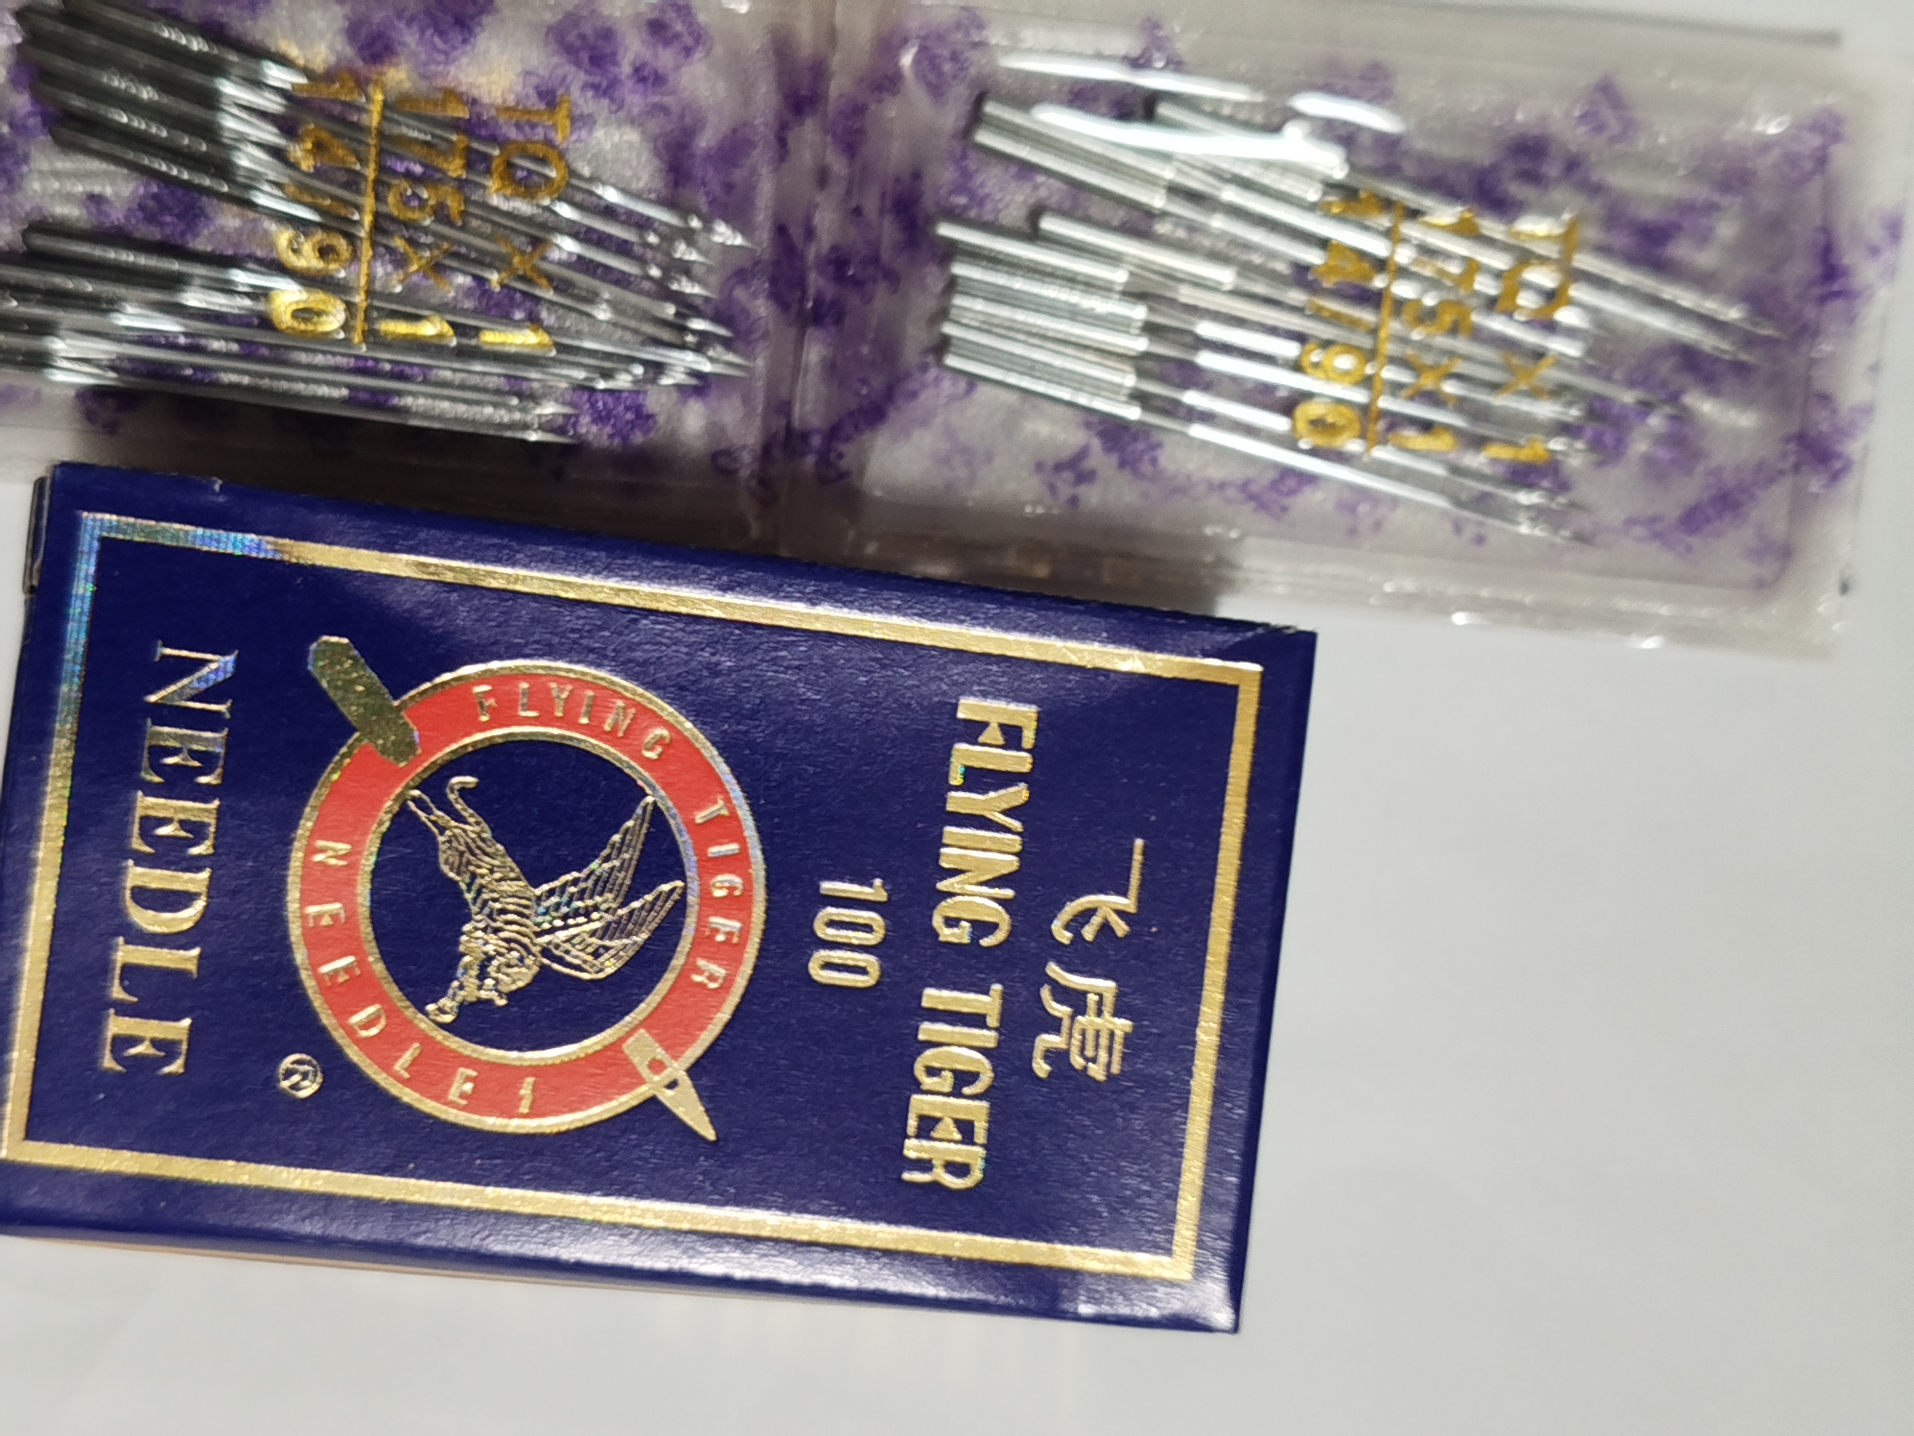 TQ × 1
175 × 1
14/90
TQ × 1
175 × 1
14/90
飞虎
FLYING TIGER
100
FLYING TIGER
NEEDLES
®
NEEDLE